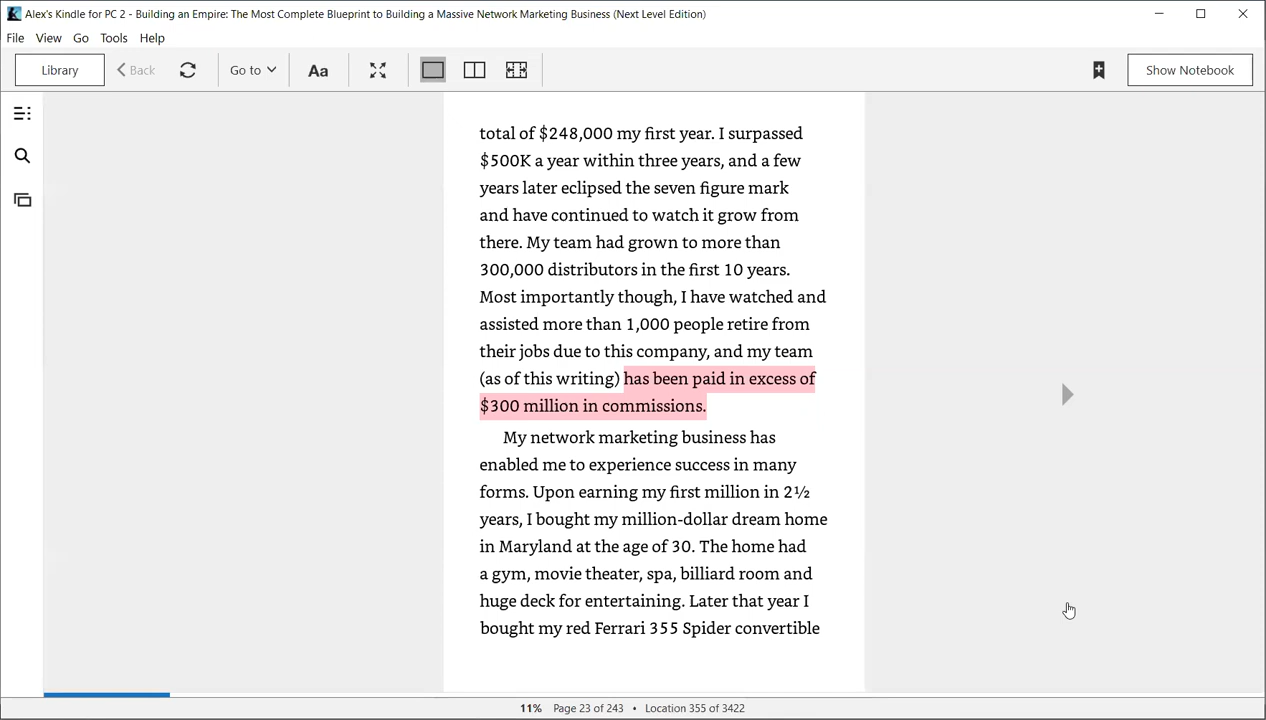 Alex's Kindle for PC 2 - Building an Empire: The Most Complete Blueprint to Building a Massive Network Marketing Business (Next Level Edition)
File View Go Tools Help
Library Back Go to Aa Show Notebook
total of $248,000 my first year. I surpassed
$500K a year within three years, and a few
years later eclipsed the seven figure mark
and have continued to watch it grow from
there. My team had grown to more than
300,000 distributors in the first 10 years.
Most importantly though, I have watched and
assisted more than 1,000 people retire from
their jobs due to this company, and my team
(as of this writing) has been paid in excess of
$300 million in commissions.
My network marketing business has
enabled me to experience success in many
forms. Upon earning my first million in 2½
years, I bought my million-dollar dream home
in Maryland at the age of 30. The home had
a gym, movie theater, spa, billiard room and
huge deck for entertaining. Later that year I
bought my red Ferrari 355 Spider convertible
11% Page 23 of 243 • Location 355 of 3422